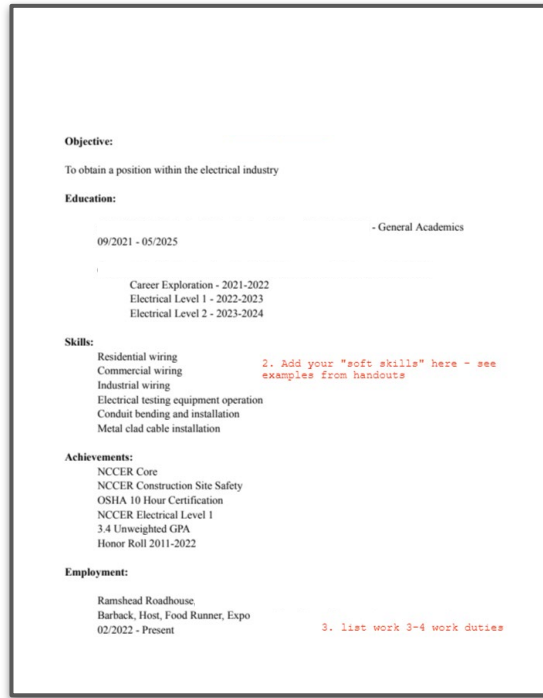 Objective:
To obtain a position within the electrical industry
Education:
- General Academics
09/2021 - 05/2025
Career Exploration - 2021-2022
Electrical Level 1 - 2022-2023
Electrical Level 2 - 2023-2024
Skills:
Residential wiring
Commercial wiring
Industrial wiring
Electrical testing equipment operation
Conduit bending and installation
Metal clad cable installation
2. Add your "soft skills" here - see
examples from handouts
Achievements:
NCCER Core
NCCER Construction Site Safety
OSHA 10 Hour Certification
NCCER Electrical Level 1
3.4 Unweighted GPA
Honor Roll 2011-2022
Employment:
Ramshead Roadhouse,
Barback, Host, Food Runner, Expo
02/2022 - Present
3. list work 3-4 work duties